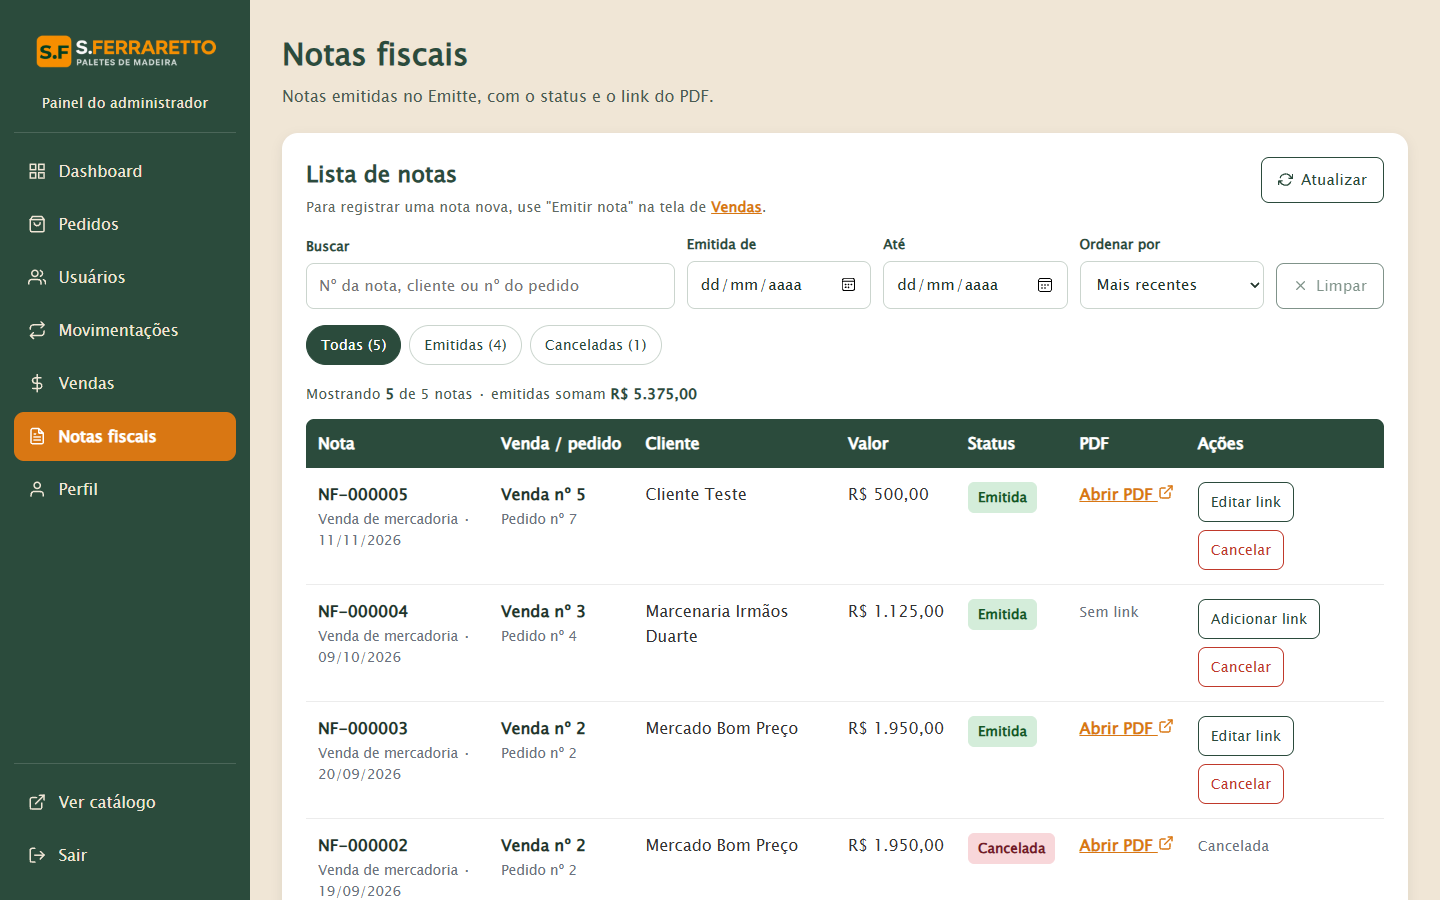 S.F S.FERRARETTO
PALETES DE MADEIRA
Painel do administrador
Dashboard
Pedidos
Usuários
Movimentações
Vendas
Notas fiscais
Perfil
Ver catálogo
Sair
Notas fiscais
Notas emitidas no Emitte, com o status e o link do PDF.
Lista de notas
Para registrar uma nota nova, use "Emitir nota" na tela de Vendas.
Atualizar
Buscar Emitida de Até Ordenar por
Nº da nota, cliente ou nº do pedido dd/mm/aaaa dd/mm/aaaa Mais recentes Limpar
Todas (5) Emitidas (4) Canceladas (1)
Mostrando 5 de 5 notas · emitidas somam R$ 5.375,00
Nota Venda / pedido Cliente Valor Status PDF Ações
NF-000005 Venda nº 5 Cliente Teste R$ 500,00 Emitida Abrir PDF Editar link
Venda de mercadoria · Pedido nº 7
11/11/2026
Cancelar
NF-000004 Venda nº 3 Marcenaria Irmãos R$ 1.125,00 Emitida Sem link Adicionar link
Venda de mercadoria · Pedido nº 4 Duarte
09/10/2026
Cancelar
NF-000003 Venda nº 2 Mercado Bom Preço R$ 1.950,00 Emitida Abrir PDF Editar link
Venda de mercadoria · Pedido nº 2
20/09/2026
Cancelar
NF-000002 Venda nº 2 Mercado Bom Preço R$ 1.950,00 Cancelada Abrir PDF Cancelada
Venda de mercadoria · Pedido nº 2
19/09/2026